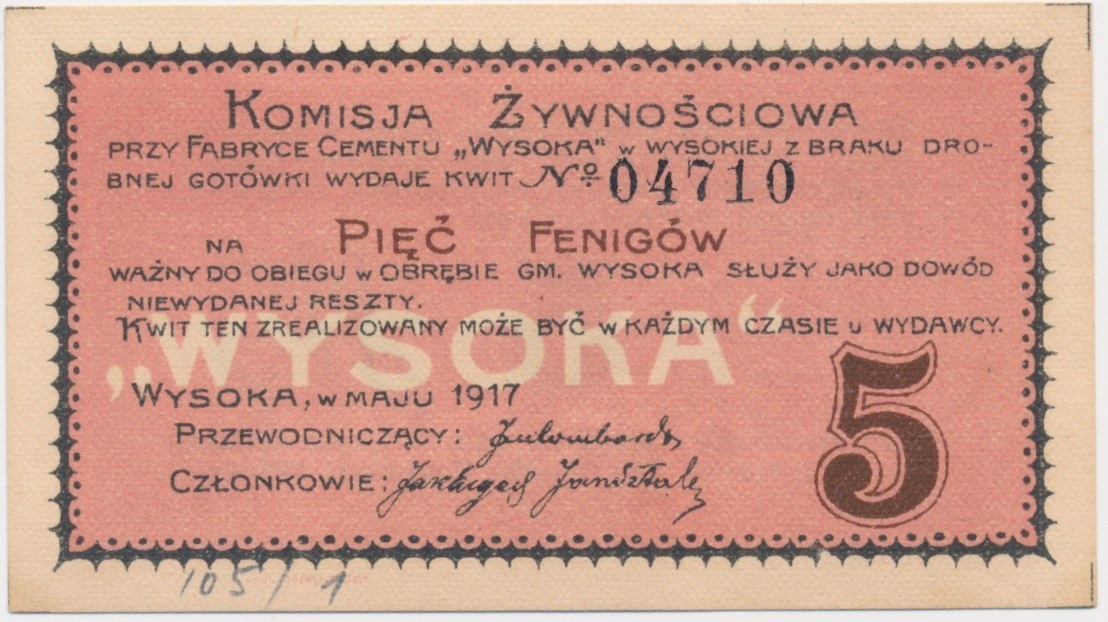 KOMISJA ŻYWNOŚCIOWA
PRZY FABRYCE CEMENTU „WYSOKA" W WYSOKIEJ Z BRAKU DRO-
BNEJ GOTÓWKI WYDAJE KWIT No 04710
NA PIĘĆ FENIGÓW
WAŻNY DO OBIEGU W OBRĘBIE GM. WYSOKA SŁUŻY JAKO DOWÓD
NIEWYDANEJ RESZTY.
KWIT TEN ZREALIZOWANY MOŻE BYĆ W KAŻDYM CZASIE U WYDAWCY.
„WYSOKA"
WYSOKA, W MAJU 1917
PRZEWODNICZĄCY:
CZŁONKOWIE:
5
105/1